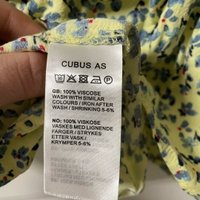 CUBUS AS
GB: 100% VISCOSE
WASH WITH SIMILAR
COLOURS / IRON AFTER
WASH / SHRINKING 5-6%
NO: 100% VISKOSE
VASKES MED LIGNENDE
FARGER / STRYKES
ETTER VASK /
KRYMPER 5-6%